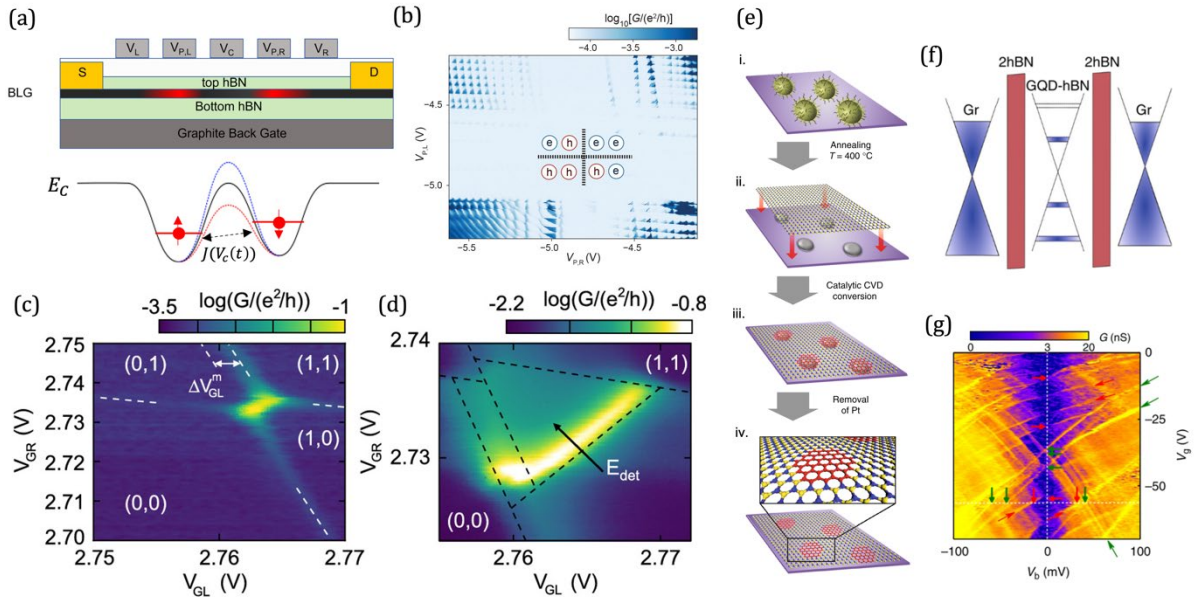 (a)
V_L V_P,L V_C V_P,R V_R
S D
top hBN
BLG
Bottom hBN
Graphite Back Gate
E_C
J(V_c(t))
(b)
log₁₀[G/(e²/h)]
−4.0 −3.5 −3.0
−4.5
−5.0
V_P,L (V)
e h e e
h h h e
−5.5 −5.0 −4.5
V_P,R (V)
(c)
-3.5 log(G/(e²/h)) -1
2.75
2.74
2.73
2.72
2.71
2.70
V_GR (V)
(0,1) (1,1)
ΔV_GL^m
(1,0)
(0,0)
2.75 2.76 2.77
V_GL (V)
(d)
-2.2 log(G/(e²/h)) -0.8
2.74
2.73
V_GR (V)
(1,1)
E_det
(0,0)
2.76 2.77
V_GL (V)
(e)
i.
Annealing
T = 400 °C
ii.
Catalytic CVD
conversion
iii.
Removal
of Pt
iv.
(f)
2hBN 2hBN
GQD-hBN
Gr Gr
(g)
G (nS)
0 3 20
0
−25
−50
V_g (V)
−100 0 100
V_b (mV)